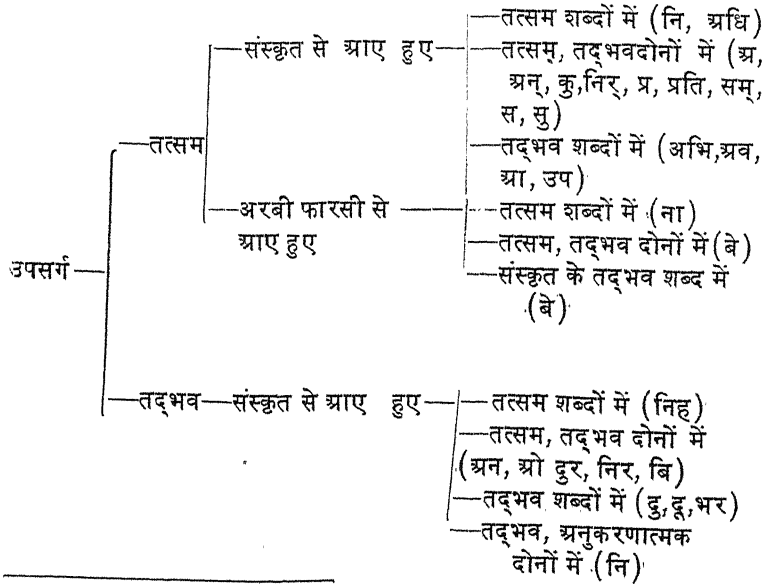 तत्सम शब्दों में (नि, अधि)
संस्कृत से आए हुए
तत्सम्, तद्भवदोनों में (अ,
अन्, कु,निर्, प्र, प्रति, सम्,
स, सु)
तत्सम
तद्भव शब्दों में (अभि,अव,
आ, उप)
अरबी फारसी से
आए हुए
तत्सम शब्दों में (ना)
तत्सम, तद्भव दोनों में(बे)
उपसर्ग
संस्कृत के तद्भव शब्द में
(बे)
तद्भव संस्कृत से आए हुए
तत्सम शब्दों में (निह)
तत्सम, तद्भव दोनों में
(अन, ओ दुर, निर, बि)
तद्भव शब्दों में (दु,दू,भर)
तद्भव, अनुकरणात्मक
दोनों में (नि)